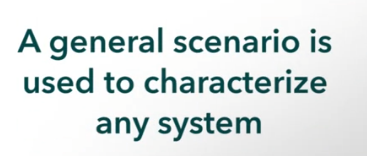 A general scenario is
used to characterize
any system